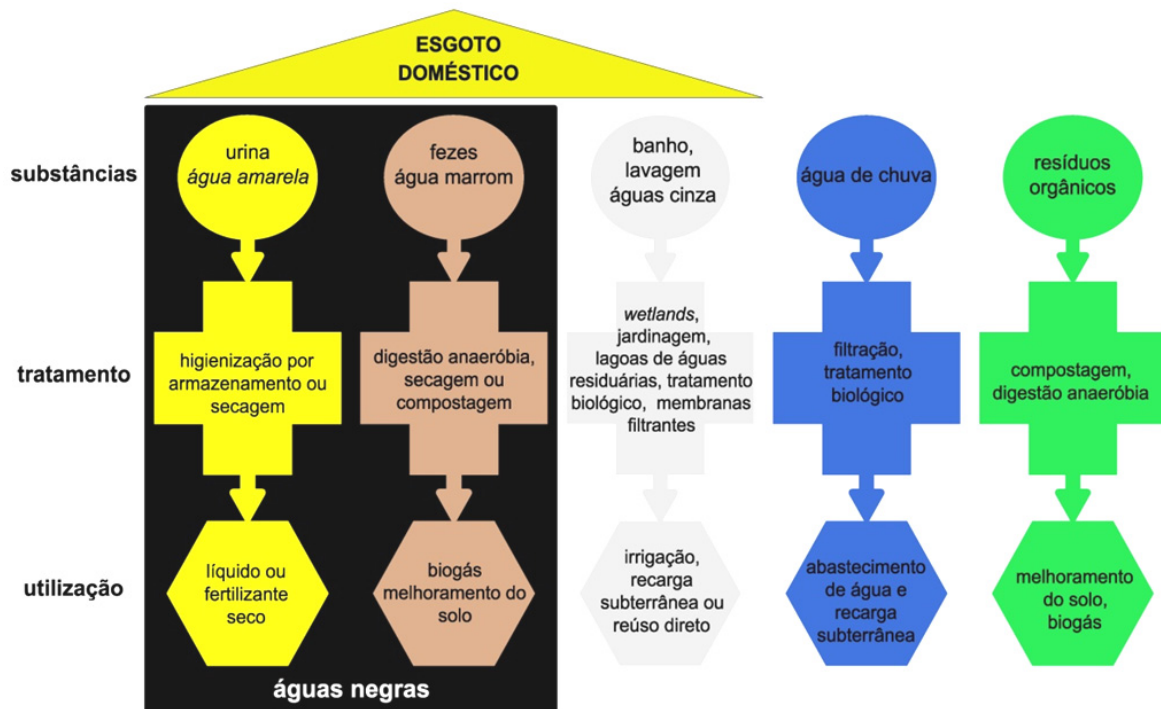 ESGOTO
DOMÉSTICO
substâncias
urina
água amarela
fezes
água marrom
banho,
lavagem
águas cinza
água de chuva
resíduos
orgânicos
tratamento
higienização por
armazenamento ou
secagem
digestão anaeróbia,
secagem ou
compostagem
wetlands,
jardinagem,
lagoas de águas
residuárias, tratamento
biológico, membranas
filtrantes
filtração,
tratamento
biológico
compostagem,
digestão anaeróbia
utilização
líquido ou
fertilizante
seco
biogás
melhoramento do
solo
irrigação,
recarga
subterrânea ou
reúso direto
abastecimento
de água e
recarga
subterrânea
melhoramento
do solo,
biogás
águas negras